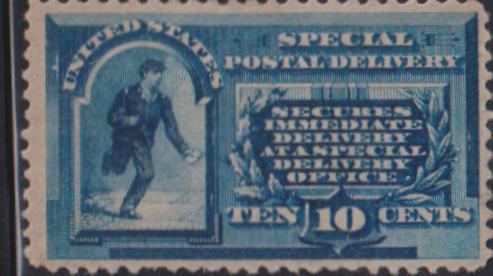 UNITED STATES
SPECIAL
POSTAL DELIVERY
SECURES
IMMEDIATE
DELIVERY
AT A SPECIAL
DELIVERY
OFFICE.
TEN 10 CENTS